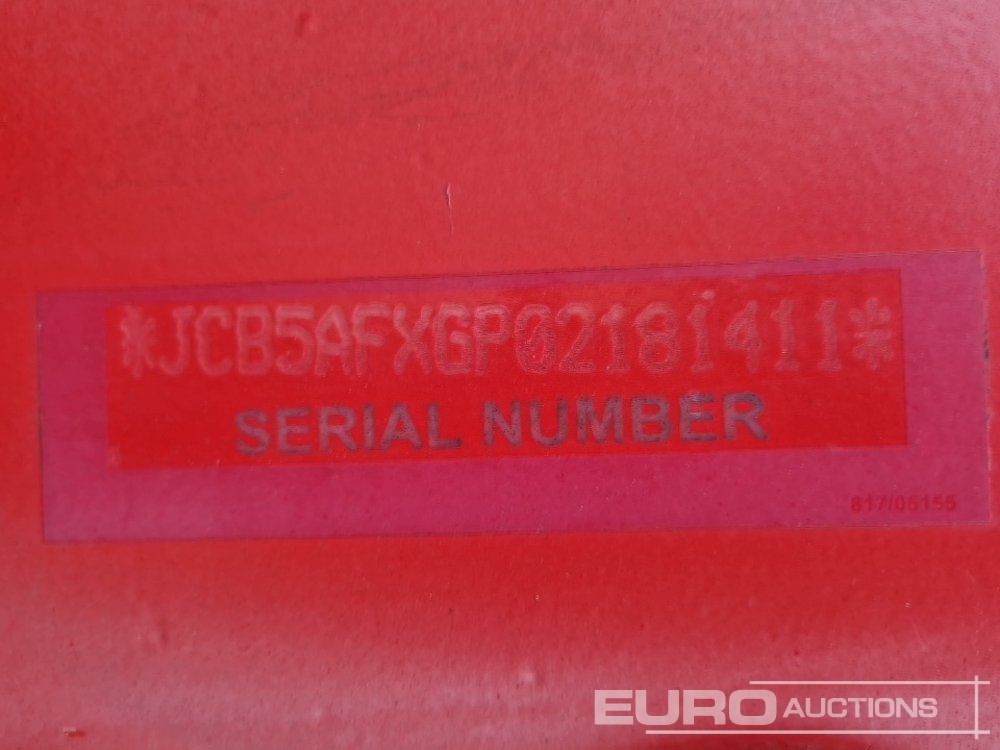 *JCB5AFXGP02181411*
SERIAL NUMBER
817/05155
EURO AUCTIONS